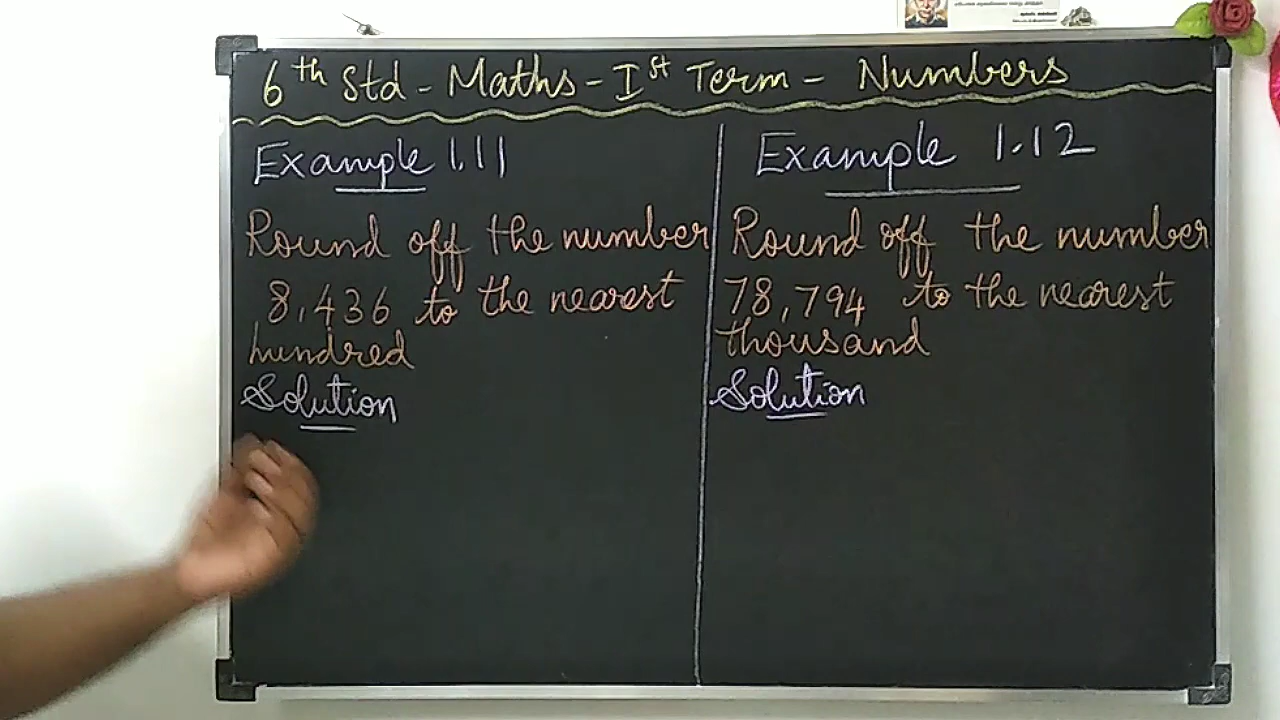 6th Std - Maths - Ist Term - Numbers
Example 1.11
Round off the number
8,436 to the nearest
hundred
Solution
Example 1.12
Round off the number
78,794 to the nearest
thousand
Solution